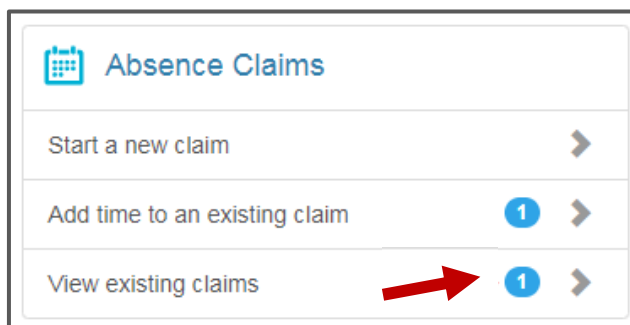 Absence Claims
Start a new claim
Add time to an existing claim 1
View existing claims 1